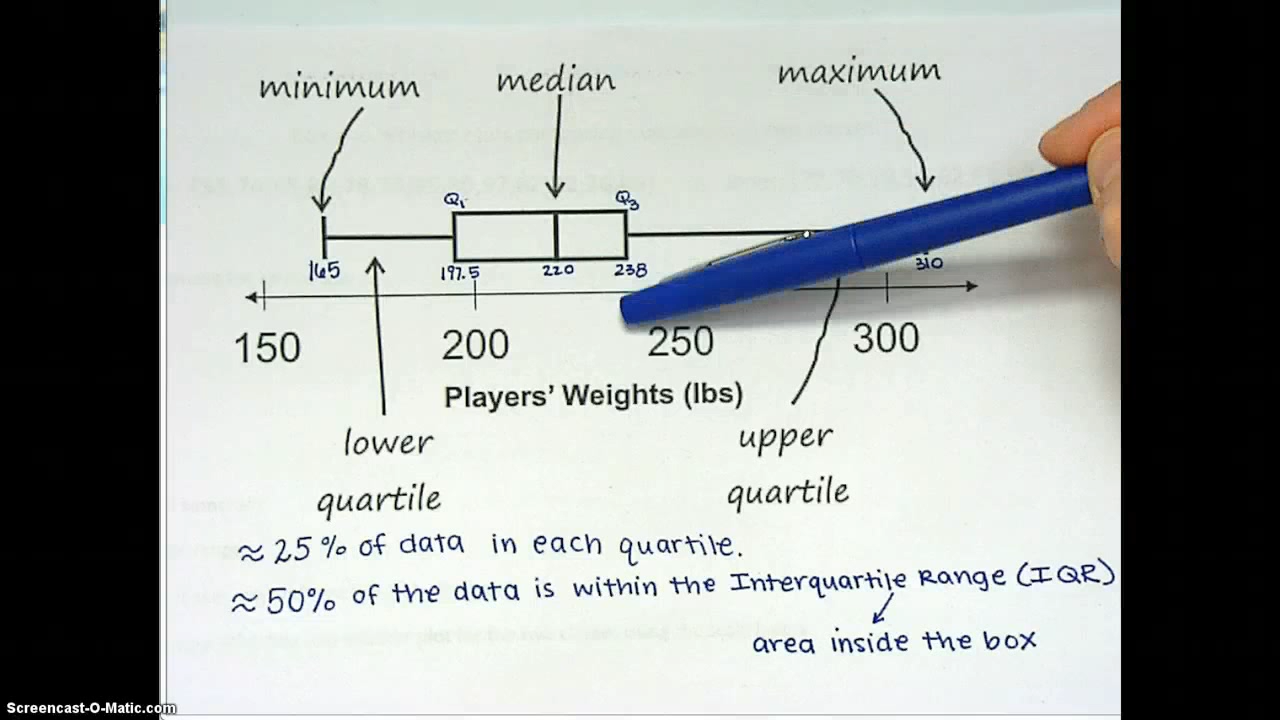 minimum
median
maximum
Q₁
Q₃
165
197.5
220
238
310
150
200
250
300
Players' Weights (lbs)
lower
quartile
upper
quartile
≈ 25% of data in each quartile.
≈ 50% of the data is within the Interquartile Range (IQR)
area inside the box
Screencast-O-Matic.com